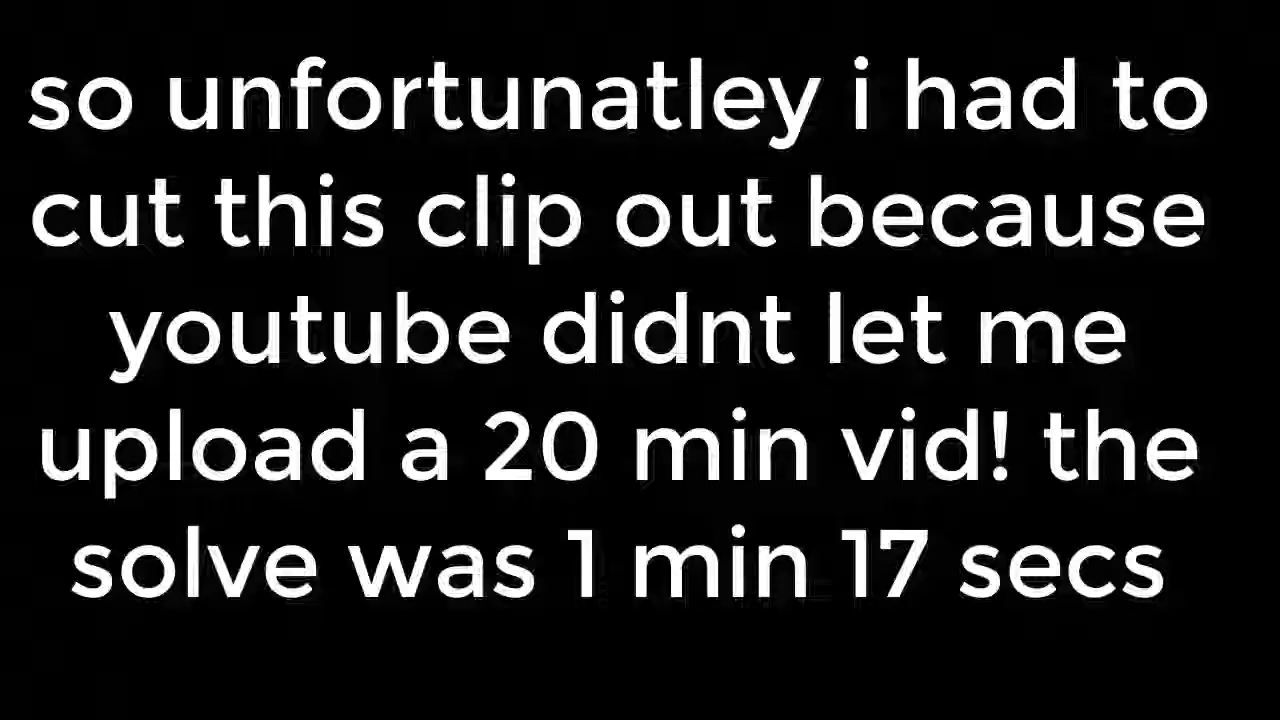 so unfortunatley i had to
cut this clip out because
youtube didnt let me
upload a 20 min vid! the
solve was 1 min 17 secs